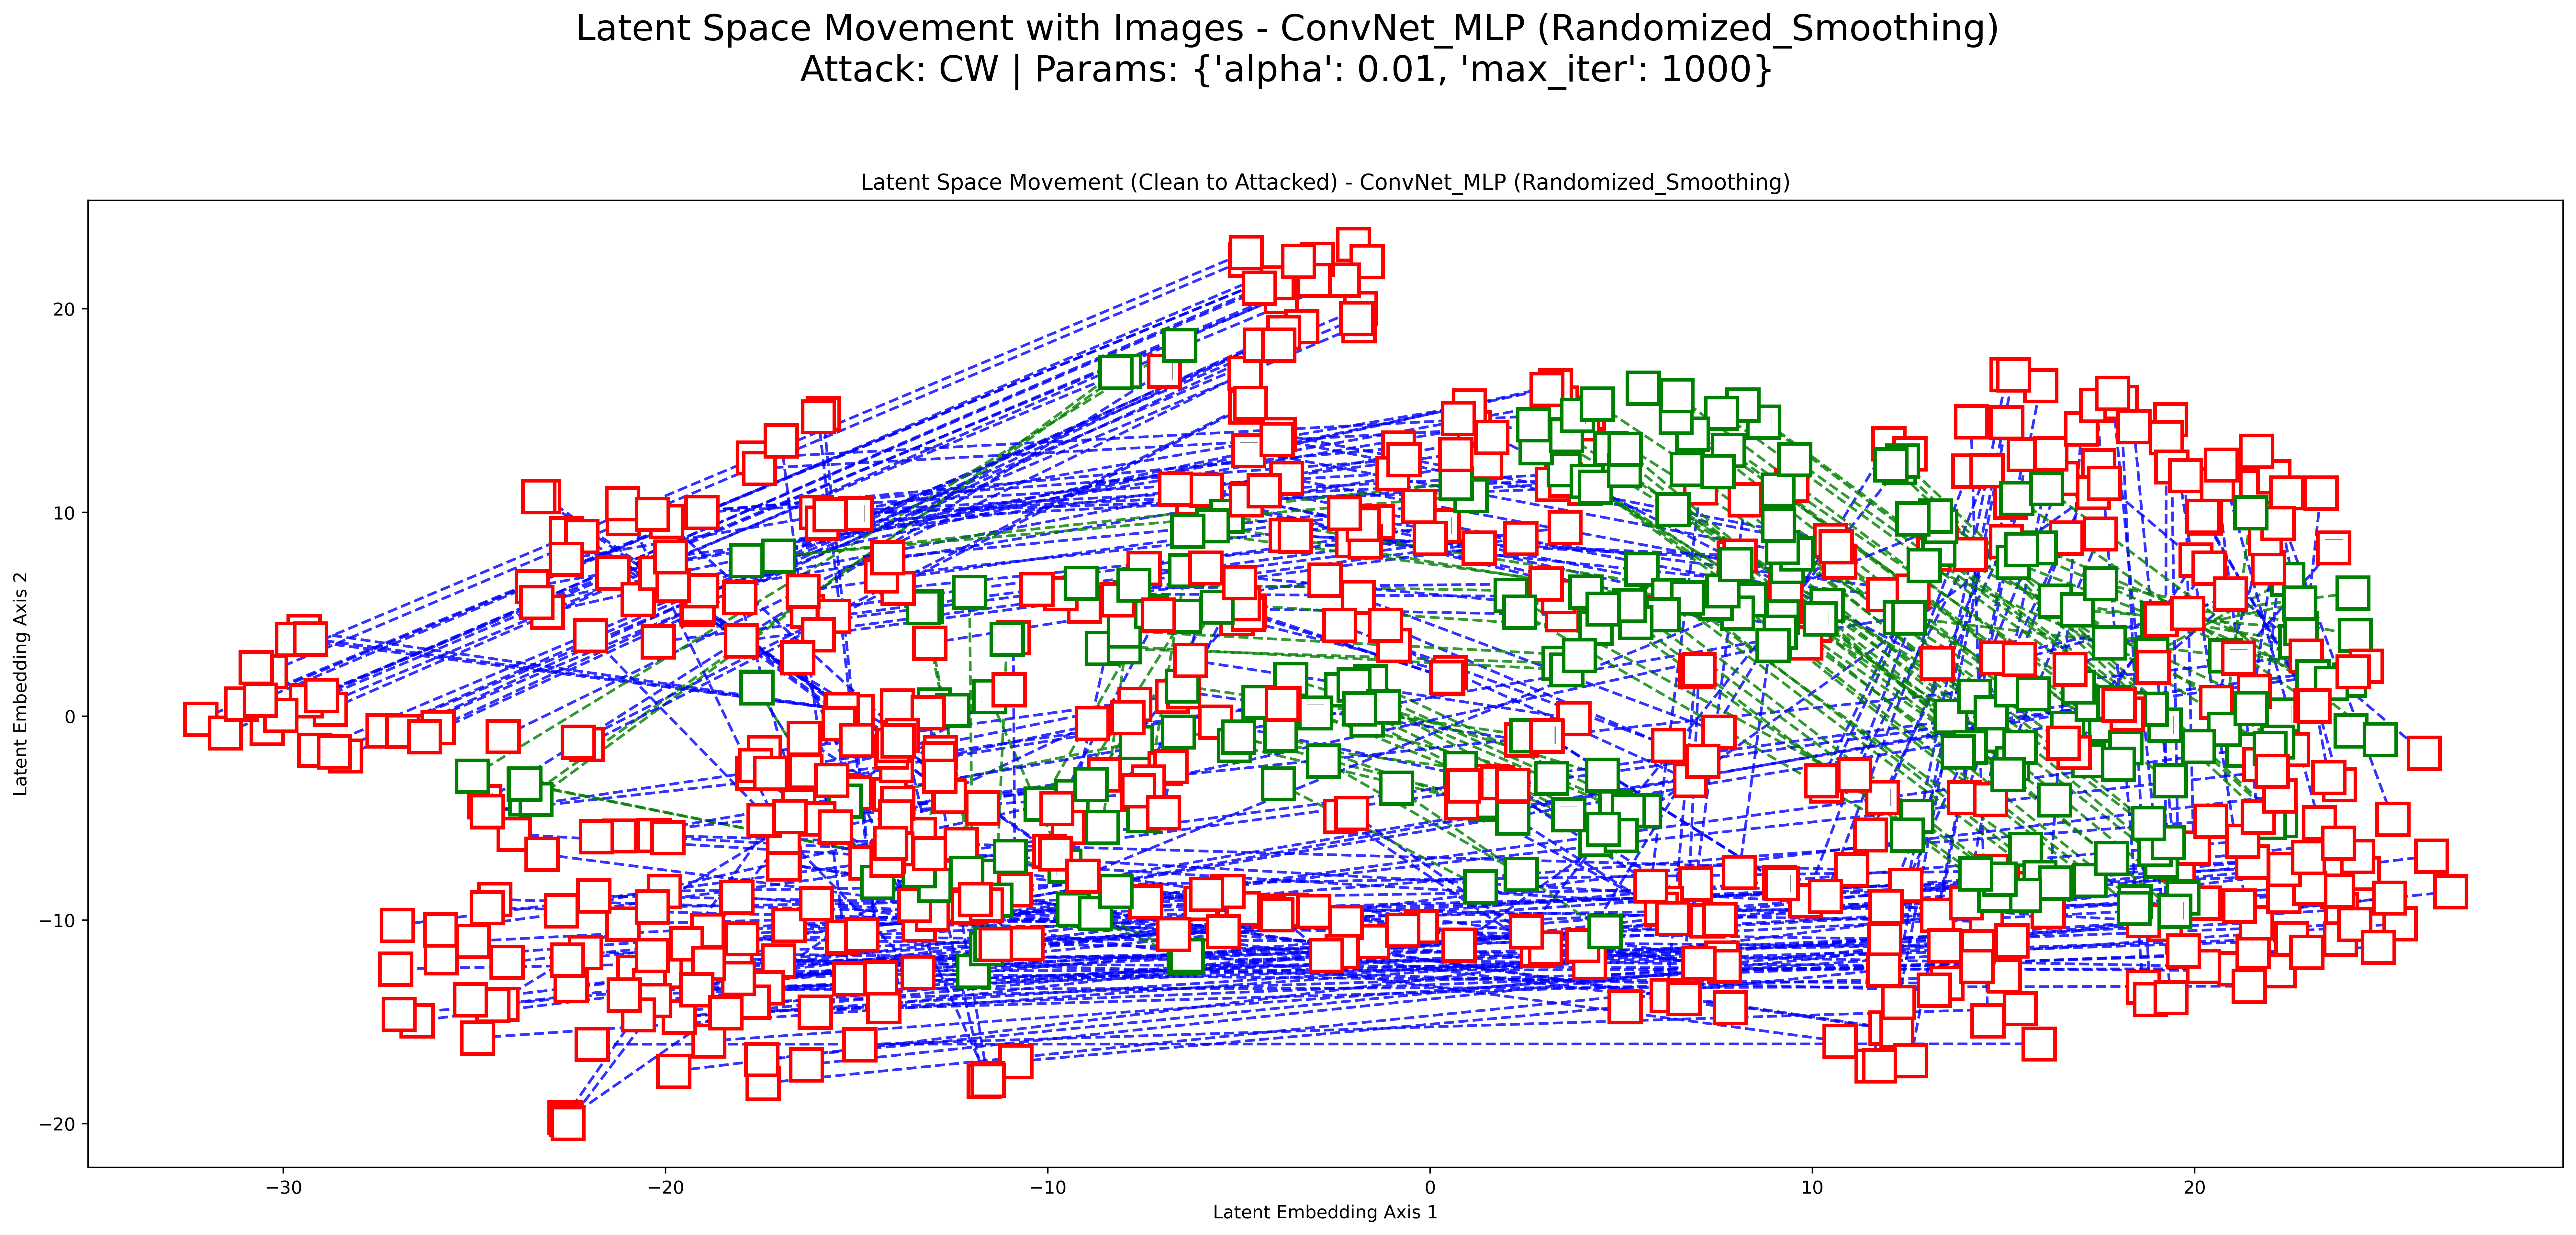 Latent Space Movement with Images - ConvNet_MLP (Randomized_Smoothing)
Attack: CW | Params: {'alpha': 0.01, 'max_iter': 1000}
Latent Space Movement (Clean to Attacked) - ConvNet_MLP (Randomized_Smoothing)
Latent Embedding Axis 2
20
10
0
−10
−20
−30
−20
−10
0
10
20
Latent Embedding Axis 1